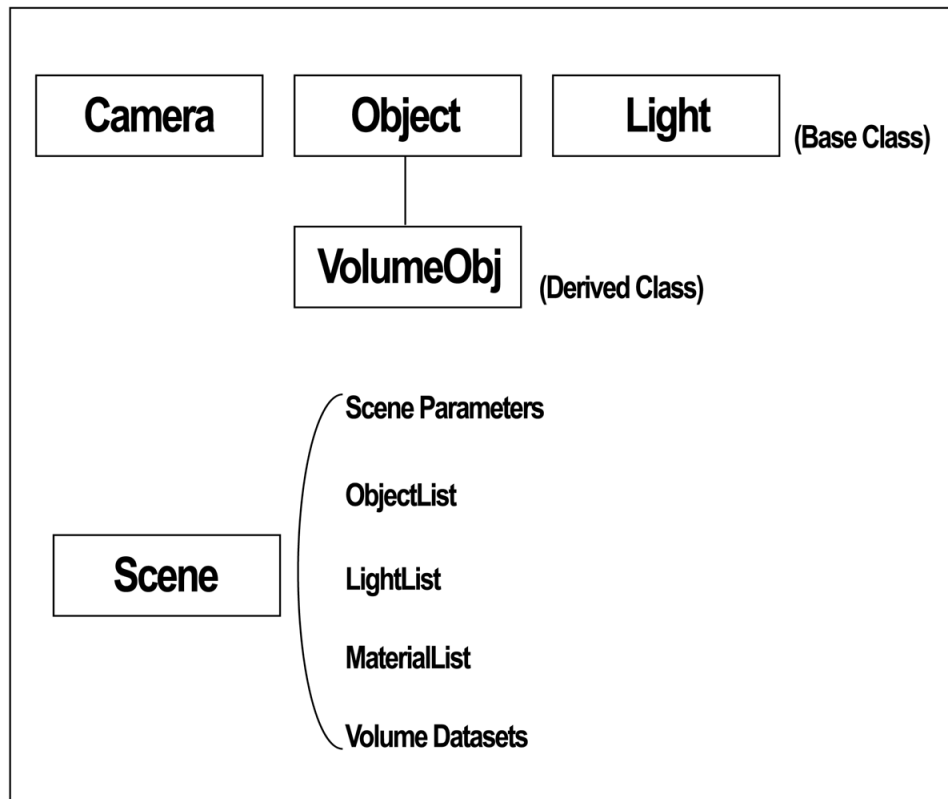 Camera
Object
Light
(Base Class)
VolumeObj
(Derived Class)
Scene Parameters
ObjectList
Scene
LightList
MaterialList
Volume Datasets